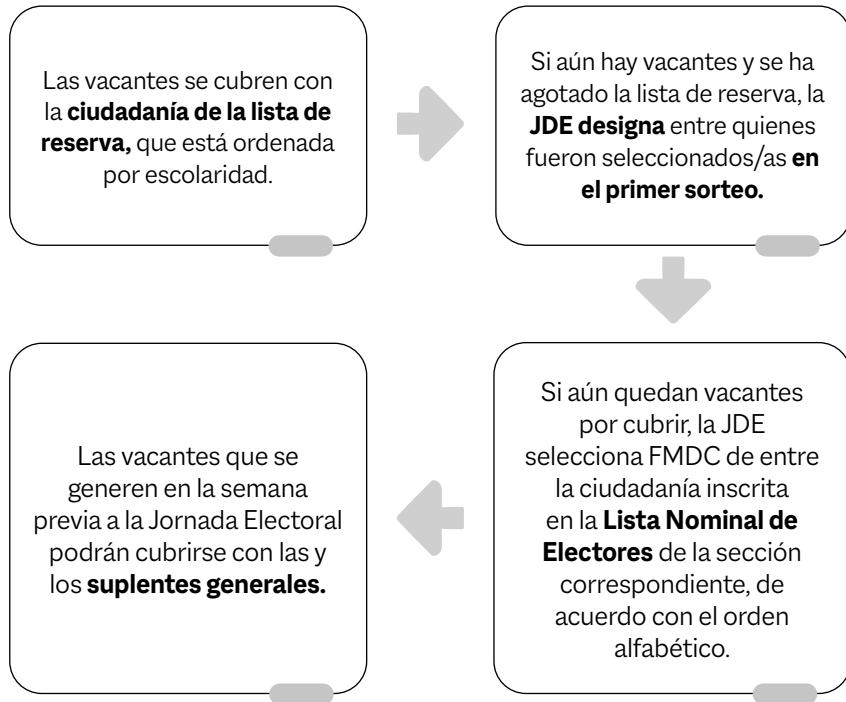 Las vacantes se cubren con
la ciudadanía de la lista de
reserva, que está ordenada
por escolaridad.
Si aún hay vacantes y se ha
agotado la lista de reserva, la
JDE designa entre quienes
fueron seleccionados/as en
el primer sorteo.
Si aún quedan vacantes
por cubrir, la JDE
selecciona FMDC de entre
la ciudadanía inscrita
en la Lista Nominal de
Electores de la sección
correspondiente, de
acuerdo con el orden
alfabético.
Las vacantes que se
generen en la semana
previa a la Jornada Electoral
podrán cubrirse con las y
los suplentes generales.